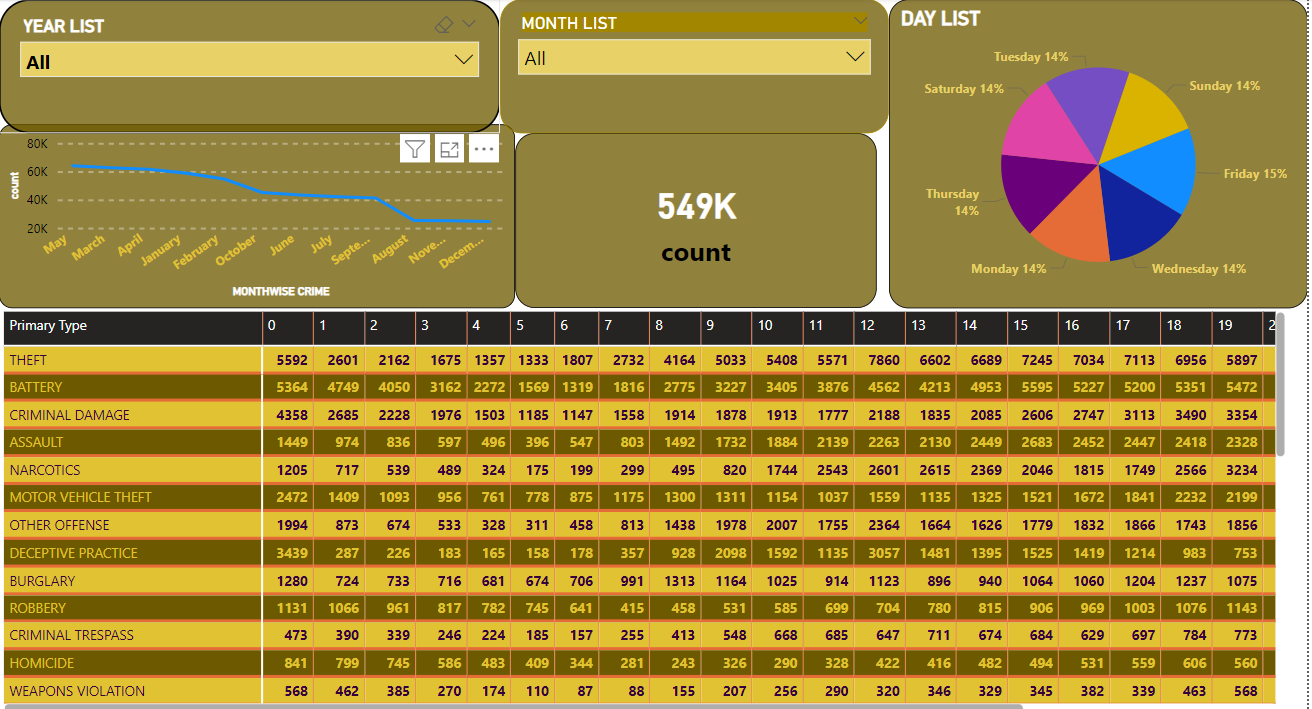 YEAR LIST
All
MONTH LIST
All
DAY LIST
Tuesday 14%
Saturday 14%
Sunday 14%
Friday 15%
Thursday
14%
Monday 14%
Wednesday 14%
80K
60K
40K
20K
count
May March April January February October June July Septe... August Nove... Decem...
MONTHWISE CRIME
549K
count
Primary Type 0 1 2 3 4 5 6 7 8 9 10 11 12 13 14 15 16 17 18 19 2
THEFT 5592 2601 2162 1675 1357 1333 1807 2732 4164 5033 5408 5571 7860 6602 6689 7245 7034 7113 6956 5897
BATTERY 5364 4749 4050 3162 2272 1569 1319 1816 2775 3227 3405 3876 4562 4213 4953 5595 5227 5200 5351 5472
CRIMINAL DAMAGE 4358 2685 2228 1976 1503 1185 1147 1558 1914 1878 1913 1777 2188 1835 2085 2606 2747 3113 3490 3354
ASSAULT 1449 974 836 597 496 396 547 803 1492 1732 1884 2139 2263 2130 2449 2683 2452 2447 2418 2328
NARCOTICS 1205 717 539 489 324 175 199 299 495 820 1744 2543 2601 2615 2369 2046 1815 1749 2566 3234
MOTOR VEHICLE THEFT 2472 1409 1093 956 761 778 875 1175 1300 1311 1154 1037 1559 1135 1325 1521 1672 1841 2232 2199
OTHER OFFENSE 1994 873 674 533 328 311 458 813 1438 1978 2007 1755 2364 1664 1626 1779 1832 1866 1743 1856
DECEPTIVE PRACTICE 3439 287 226 183 165 158 178 357 928 2098 1592 1135 3057 1481 1395 1525 1419 1214 983 753
BURGLARY 1280 724 733 716 681 674 706 991 1313 1164 1025 914 1123 896 940 1064 1060 1204 1237 1075
ROBBERY 1131 1066 961 817 782 745 641 415 458 531 585 699 704 780 815 906 969 1003 1076 1143
CRIMINAL TRESPASS 473 390 339 246 224 185 157 255 413 548 668 685 647 711 674 684 629 697 784 773
HOMICIDE 841 799 745 586 483 409 344 281 243 326 290 328 422 416 482 494 531 559 606 560
WEAPONS VIOLATION 568 462 385 270 174 110 87 88 155 207 256 290 320 346 329 345 382 339 463 568